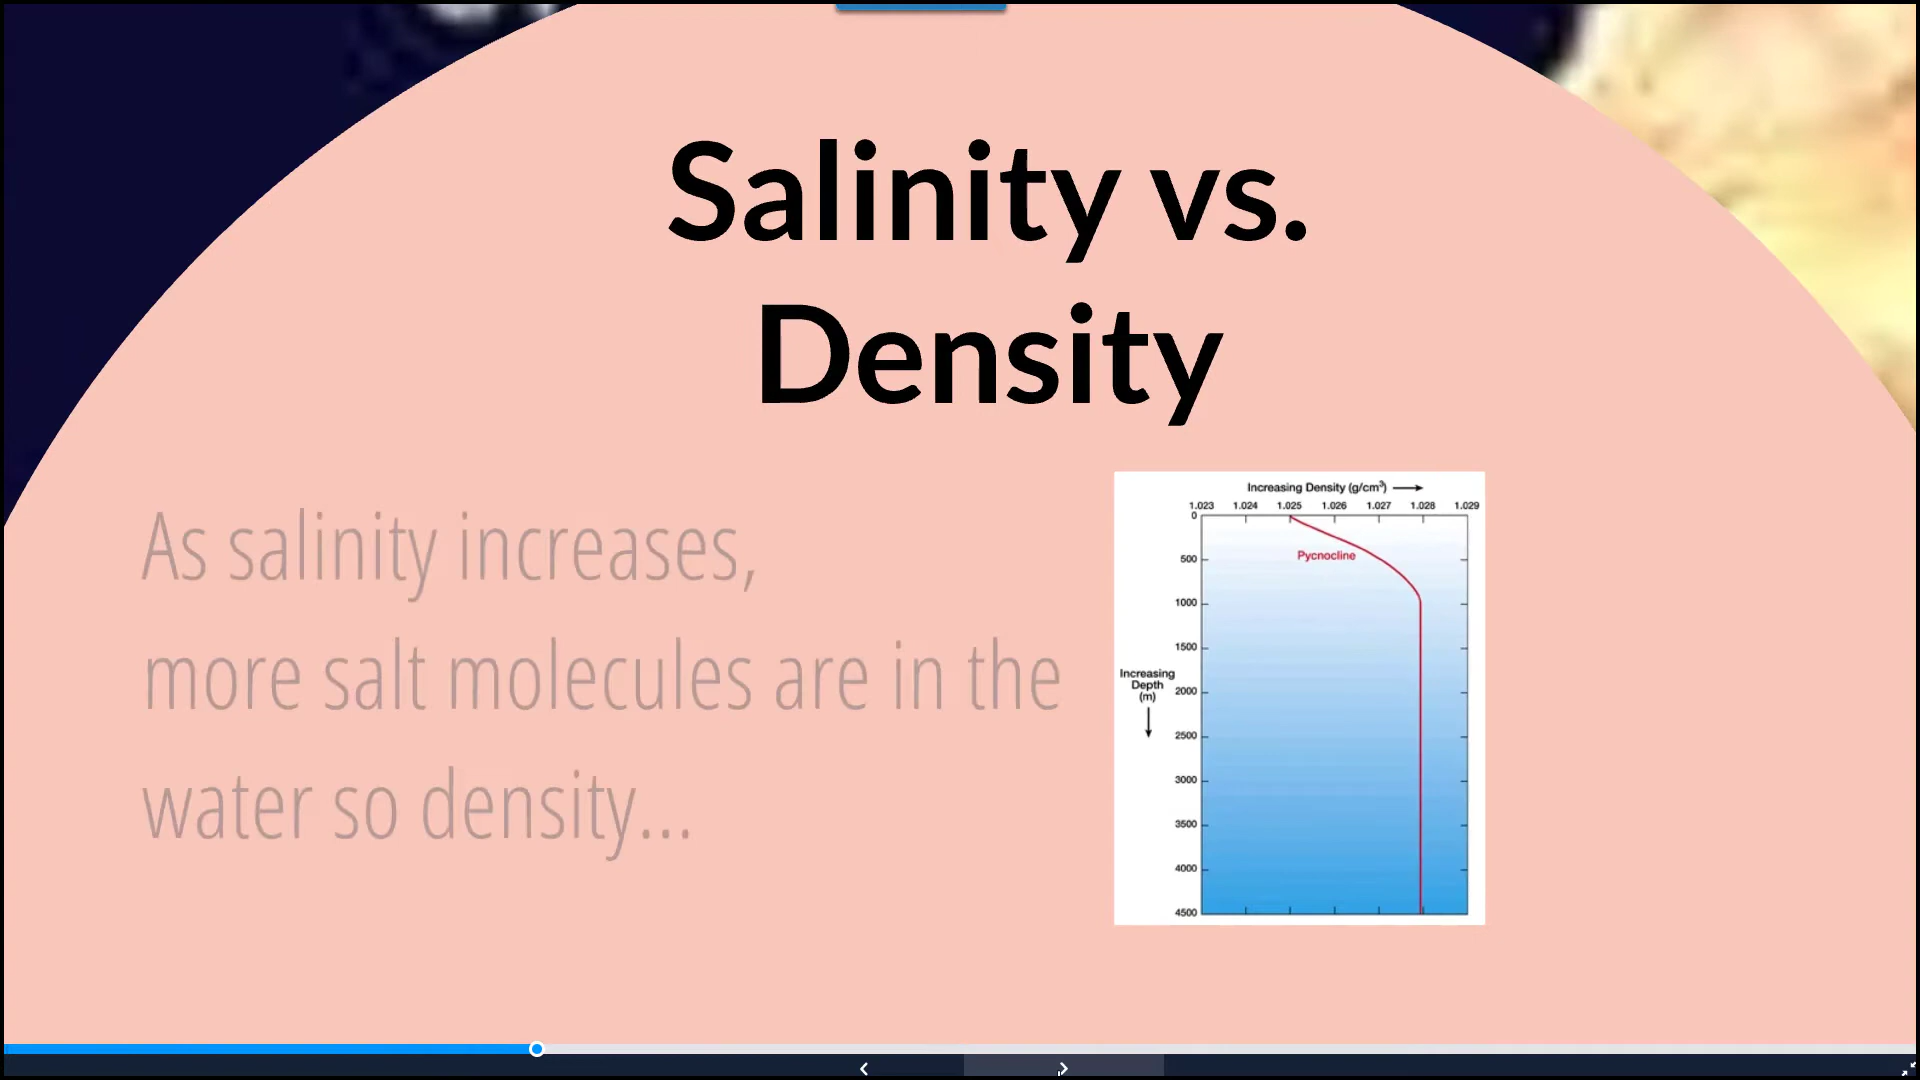 Salinity vs.
Density
As salinity increases,
more salt molecules are in the
water so density...
Increasing Density (g/cm³)
1.023 1.024 1.025 1.026 1.027 1.028 1.029
0
Pycnocline
500
1000
1500
Increasing
Depth
(m)
2000
2500
3000
3500
4000
4500